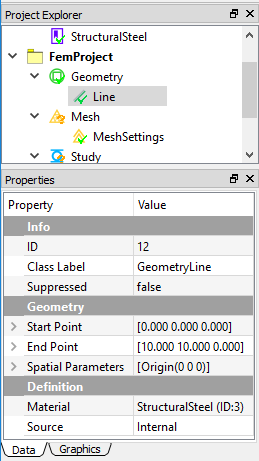 Project Explorer
StructuralSteel
FemProject
Geometry
Line
Mesh
MeshSettings
Study
Properties
Property Value
Info
ID 12
Class Label GeometryLine
Suppressed false
Geometry
Start Point [0.000 0.000 0.000]
End Point [10.000 10.000 0.000]
Spatial Parameters [Origin(0 0 0)]
Definition
Material StructuralSteel (ID:3)
Source Internal
Data Graphics